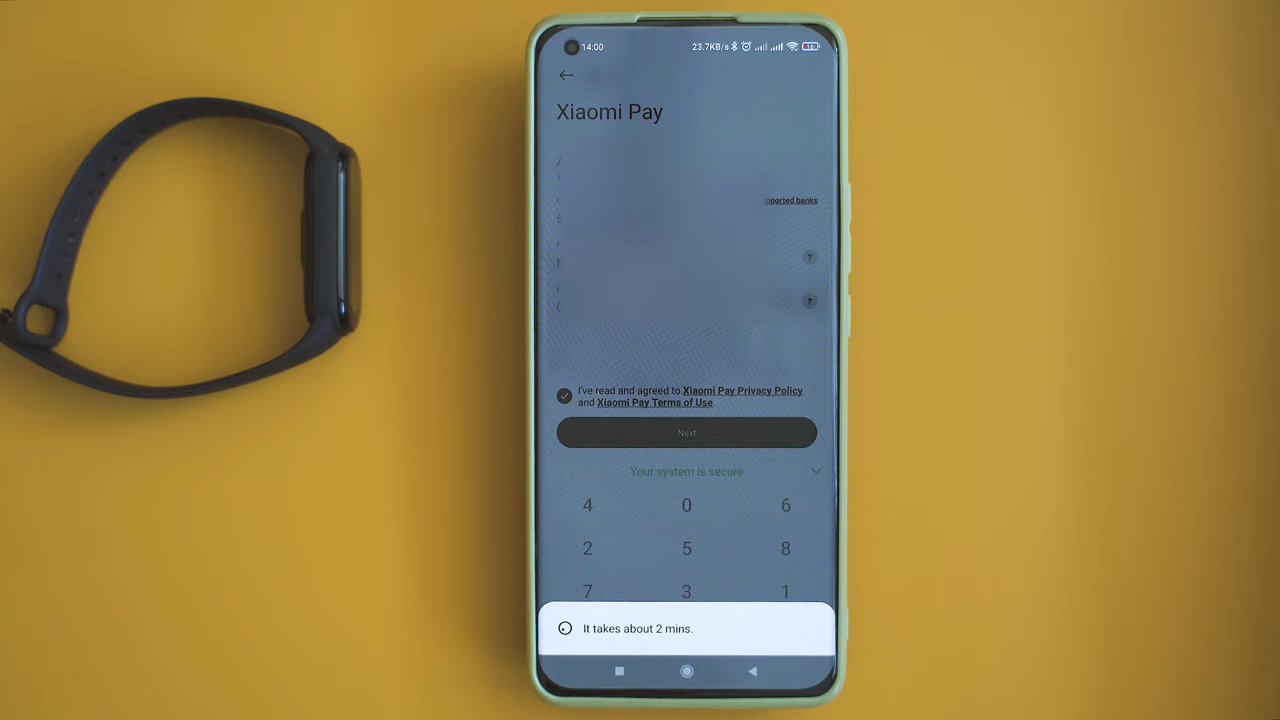 14:00 23.7KB/s 16
Xiaomi Pay
banks
?
?
I've read and agreed to Xiaomi Pay Privacy Policy
and Xiaomi Pay Terms of Use.
Next
Your system is secure
4 0 6
2 5 8
7 3 1
It takes about 2 mins.